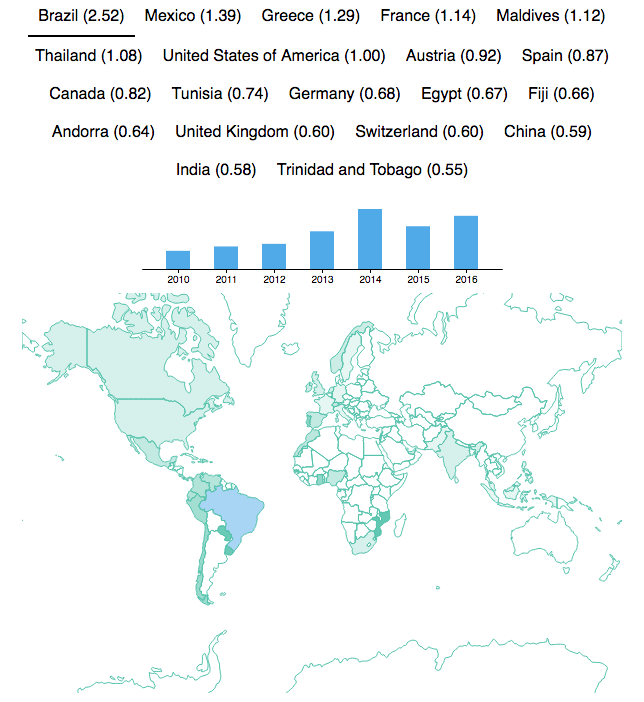 Brazil (2.52) Mexico (1.39) Greece (1.29) France (1.14) Maldives (1.12)
Thailand (1.08) United States of America (1.00) Austria (0.92) Spain (0.87)
Canada (0.82) Tunisia (0.74) Germany (0.68) Egypt (0.67) Fiji (0.66)
Andorra (0.64) United Kingdom (0.60) Switzerland (0.60) China (0.59)
India (0.58) Trinidad and Tobago (0.55)
2010 2011 2012 2013 2014 2015 2016